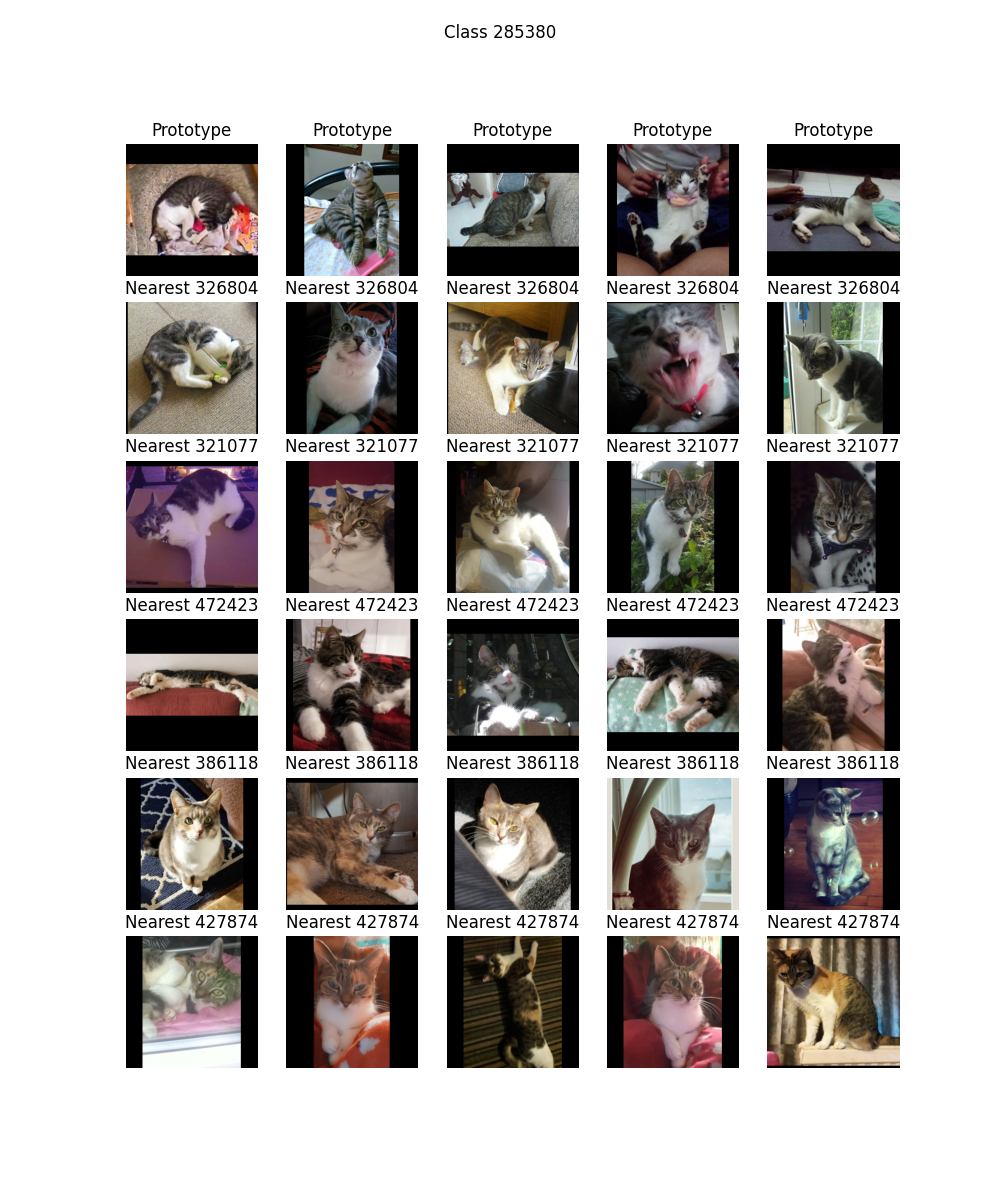 Class 285380
Prototype Prototype Prototype Prototype Prototype
Nearest 326804 Nearest 326804 Nearest 326804 Nearest 326804 Nearest 326804
Nearest 321077 Nearest 321077 Nearest 321077 Nearest 321077 Nearest 321077
Nearest 472423 Nearest 472423 Nearest 472423 Nearest 472423 Nearest 472423
Nearest 386118 Nearest 386118 Nearest 386118 Nearest 386118 Nearest 386118
Nearest 427874 Nearest 427874 Nearest 427874 Nearest 427874 Nearest 427874